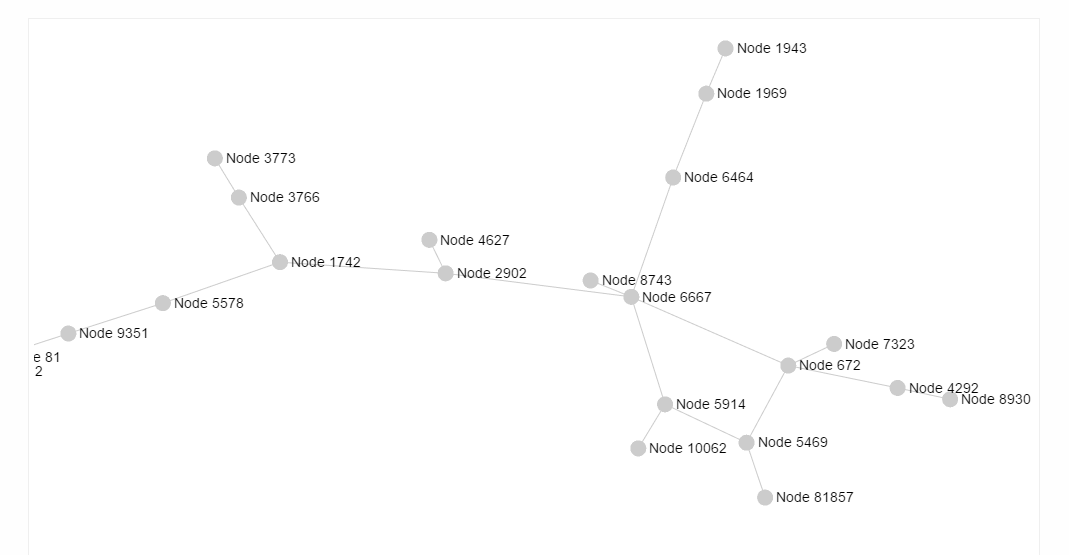 Node 1943
Node 1969
Node 3773
Node 6464
Node 3766
Node 4627
Node 1742
Node 2902
Node 8743
Node 6667
Node 5578
Node 9351
Node 7323
e 81
2
Node 672
Node 4292
Node 8930
Node 5914
Node 5469
Node 10062
Node 81857